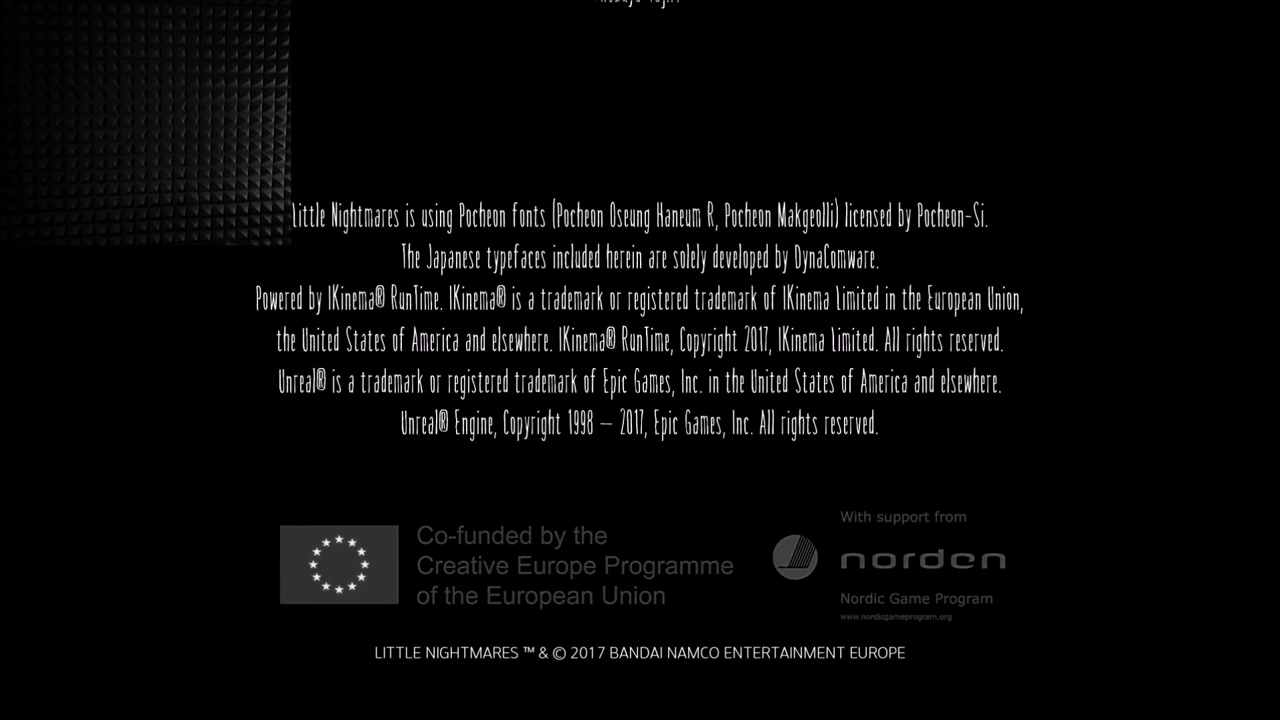 Little Nightmares is using Pocheon fonts (Pocheon Oseung Haneum R, Pocheon Makgeolli) licensed by Pocheon-Si.
The Japanese typefaces included herein are solely developed by DynaComware.
Powered by IKinema® RunTime. IKinema® is a trademark or registered trademark of IKinema Limited in the European Union,
the United States of America and elsewhere. IKinema® RunTime, Copyright 2017, IKinema Limited. All rights reserved.
Unreal® is a trademark or registered trademark of Epic Games, Inc. in the United States of America and elsewhere.
Unreal® Engine, Copyright 1998 – 2017, Epic Games, Inc. All rights reserved.
Co-funded by the
Creative Europe Programme
of the European Union
With support from
norden
Nordic Game Program
www.nordicgameprogram.org
LITTLE NIGHTMARES ™ & © 2017 BANDAI NAMCO ENTERTAINMENT EUROPE